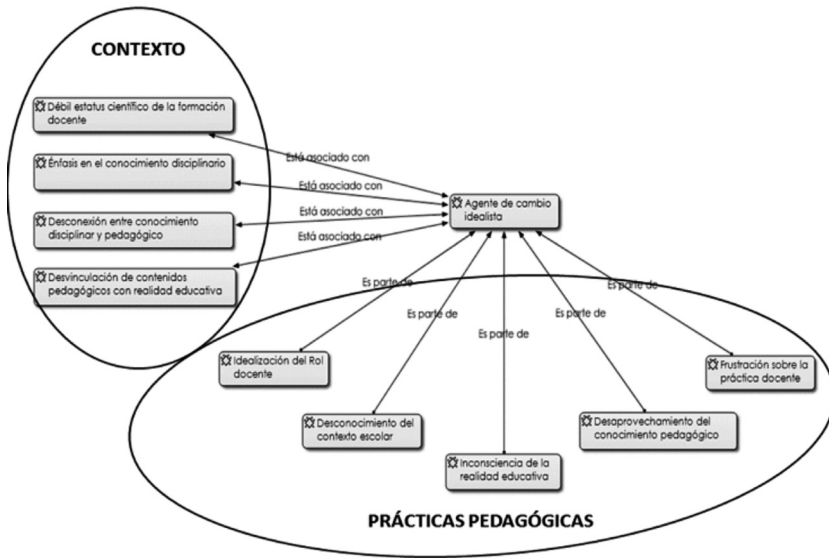 CONTEXTO
Débil estatus científico de la formación
docente
Énfasis en el conocimiento disciplinario
Desconexión entre conocimiento
disciplinar y pedagógico
Desvinculación de contenidos
pedagógicos con realidad educativa
Está asociado con
Está asociado con
Está asociado con
Está asociado con
Agente de cambio
idealista
Es parte de
Es parte de
Es parte de
Es parte de
Es parte de
Idealización del Rol
docente
Desconocimiento del
contexto escolar
Inconsciencia de la
realidad educativa
Desaprovechamiento del
conocimiento pedagógico
Frustración sobre la
práctica docente
PRÁCTICAS PEDAGÓGICAS